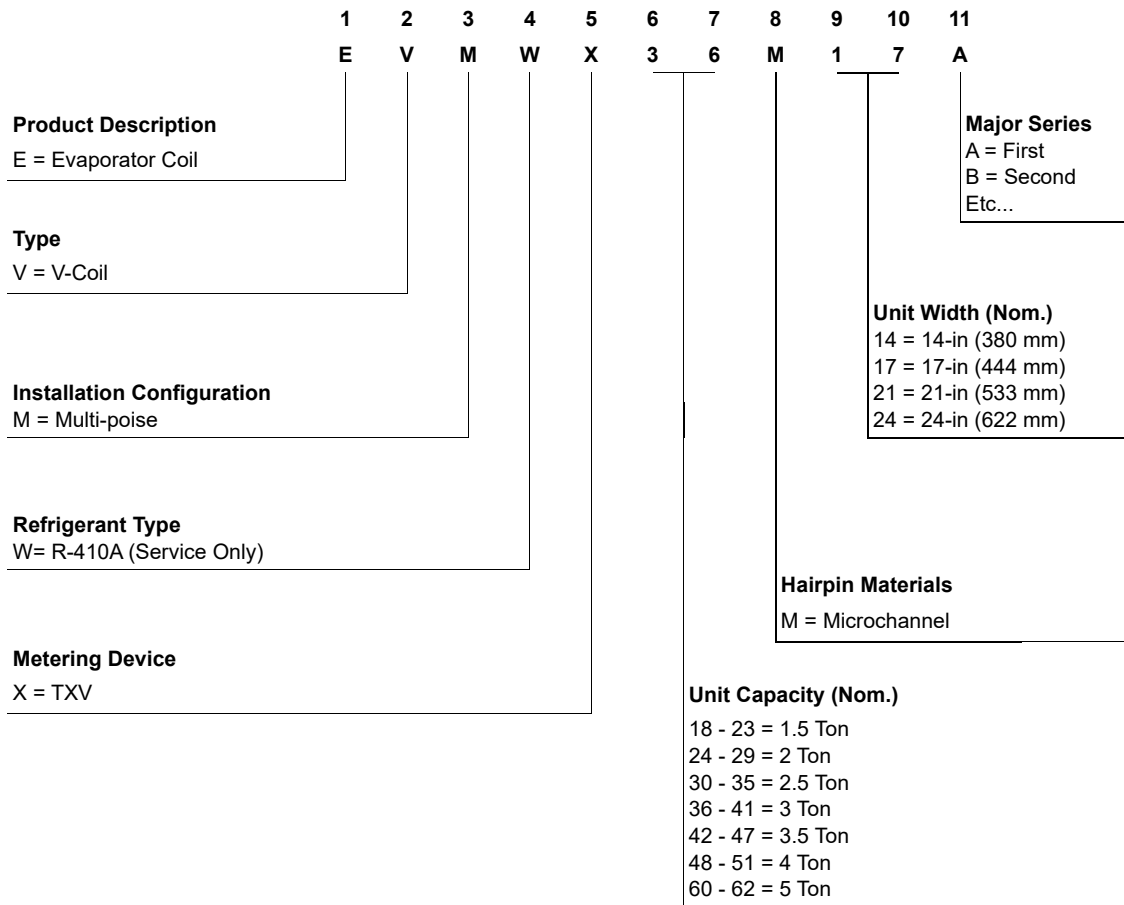 1 2 3 4 5 6 7 8 9 10 11
E V M W X 3 6 M 1 7 A
Product Description
E = Evaporator Coil
Type
V = V-Coil
Installation Configuration
M = Multi-poise
Refrigerant Type
W= R-410A (Service Only)
Metering Device
X = TXV
Major Series
A = First
B = Second
Etc...
Unit Width (Nom.)
14 = 14-in (380 mm)
17 = 17-in (444 mm)
21 = 21-in (533 mm)
24 = 24-in (622 mm)
Hairpin Materials
M = Microchannel
Unit Capacity (Nom.)
18 - 23 = 1.5 Ton
24 - 29 = 2 Ton
30 - 35 = 2.5 Ton
36 - 41 = 3 Ton
42 - 47 = 3.5 Ton
48 - 51 = 4 Ton
60 - 62 = 5 Ton